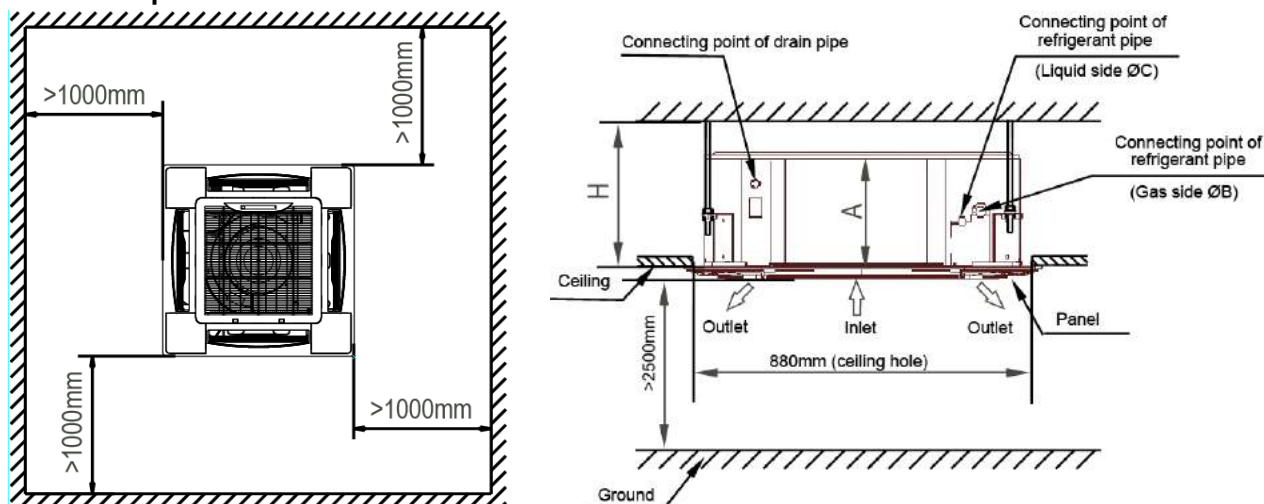 >1000mm
>1000mm
>1000mm
>1000mm
Connecting point of drain pipe
Connecting point of
refrigerant pipe
(Liquid side ØC)
Connecting point of
refrigerant pipe
(Gas side ØB)
H
A
Ceiling
Outlet
Inlet
Outlet
Panel
>2500mm
880mm (ceiling hole)
Ground